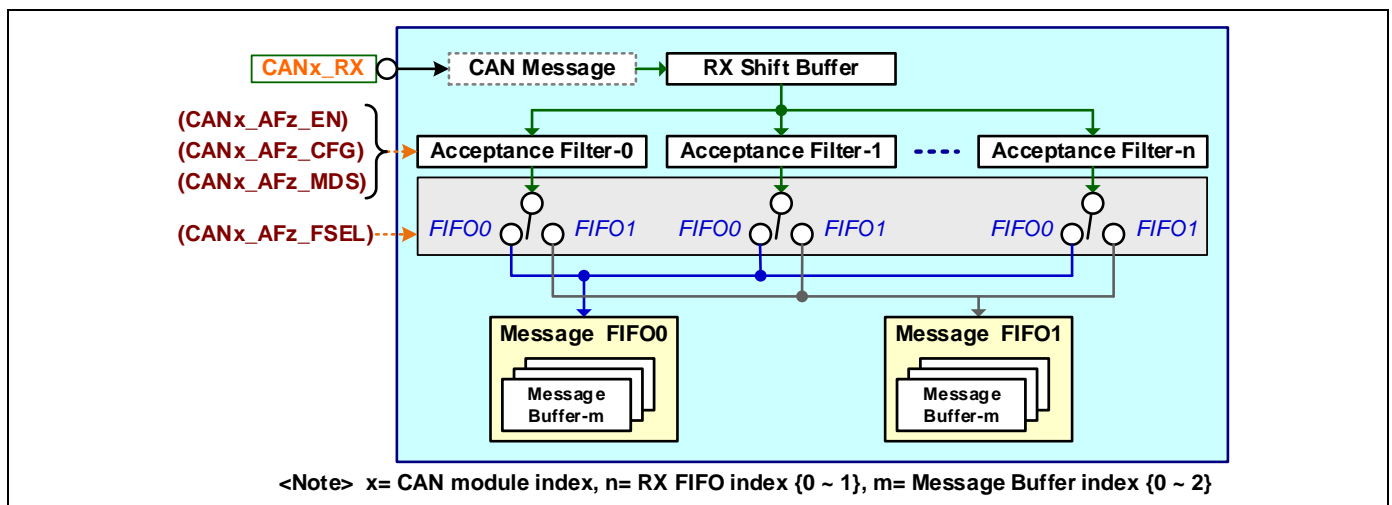 CANx_RX
CAN Message
RX Shift Buffer
(CANx_AFz_EN)
(CANx_AFz_CFG)
(CANx_AFz_MDS)
Acceptance Filter-0
Acceptance Filter-1
Acceptance Filter-n
(CANx_AFz_FSEL)
FIFO0
FIFO1
FIFO0
FIFO1
FIFO0
FIFO1
Message FIFO0
Message
Buffer-m
Message FIFO1
Message
Buffer-m
<Note> x= CAN module index, n= RX FIFO index {0 ~ 1}, m= Message Buffer index {0 ~ 2}